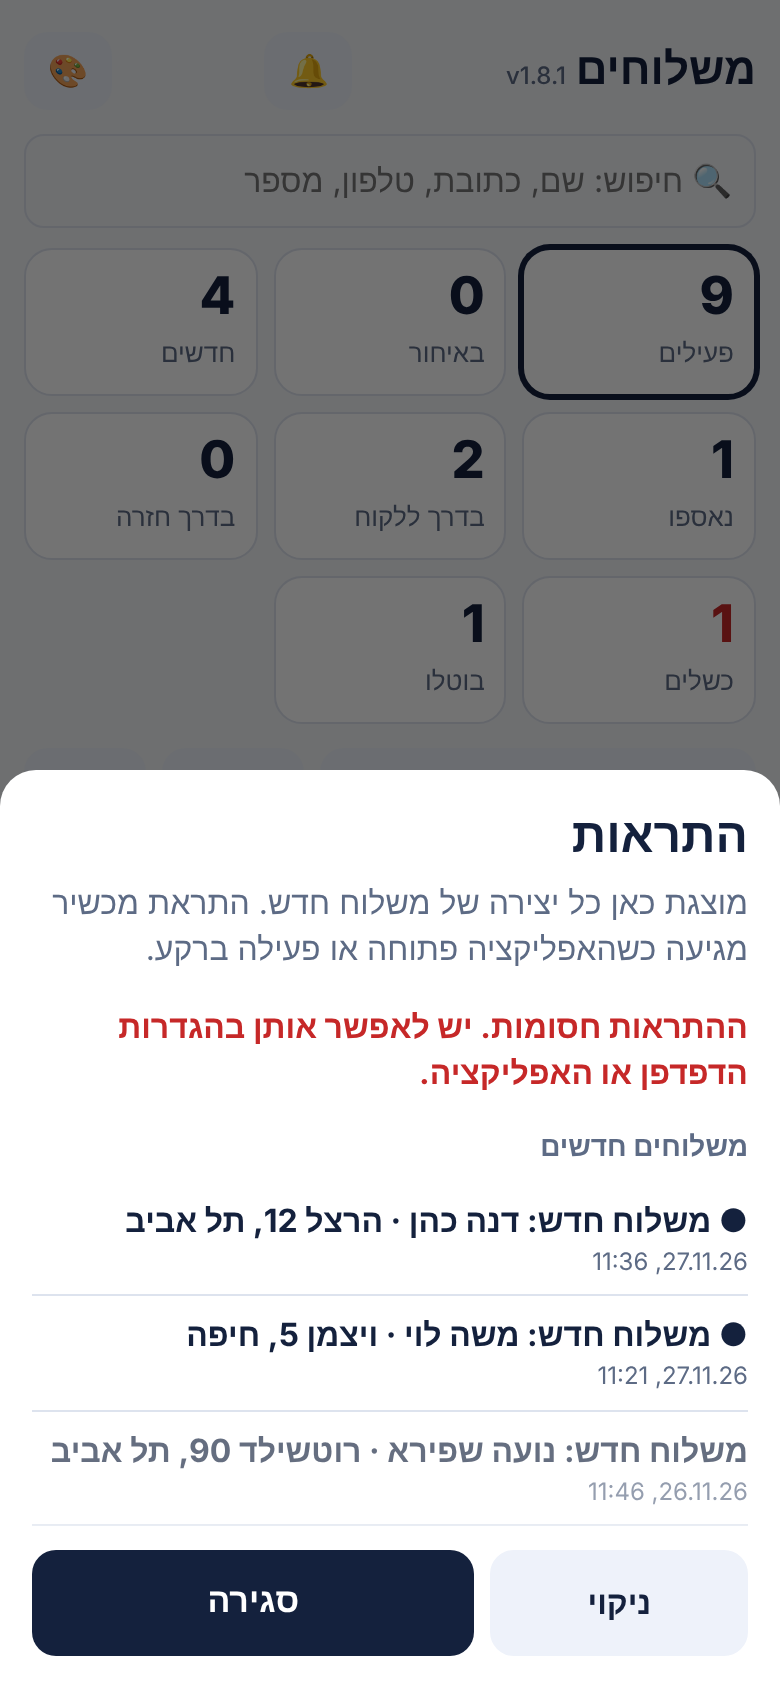 משלוחים v1.8.1
חיפוש: שם, כתובת, טלפון, מספר
9
פעילים
0
באיחור
4
חדשים
1
נאספו
2
בדרך ללקוח
0
בדרך חזרה
1
כשלים
1
בוטלו
התראות
מוצגת כאן כל יצירה של משלוח חדש. התראת מכשיר
מגיעה כשהאפליקציה פתוחה או פעילה ברקע.
ההתראות חסומות. יש לאפשר אותן בהגדרות
הדפדפן או האפליקציה.
משלוחים חדשים
● משלוח חדש: דנה כהן · הרצל 12, תל אביב
27.11.26, 11:36
● משלוח חדש: משה לוי · ויצמן 5, חיפה
27.11.26, 11:21
משלוח חדש: נועה שפירא · רוטשילד 90, תל אביב
26.11.26, 11:46
ניקוי
סגירה